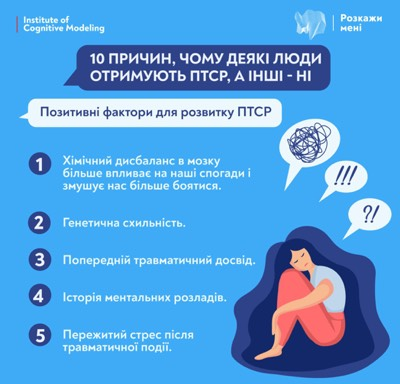 Institute of
Cognitive Modeling
Розкажи
мені
10 ПРИЧИН, ЧОМУ ДЕЯКІ ЛЮДИ
ОТРИМУЮТЬ ПТСР, А ІНШІ - НІ
Позитивні фактори для розвитку ПТСР
1 Хімічний дисбаланс в мозку
більше впливає на наші спогади і
змушує нас більше боятися.
2 Генетична схильність.
3 Попередній травматичний досвід.
4 Історія ментальних розладів.
5 Пережитий стрес після
травматичної події.
!!!
?!